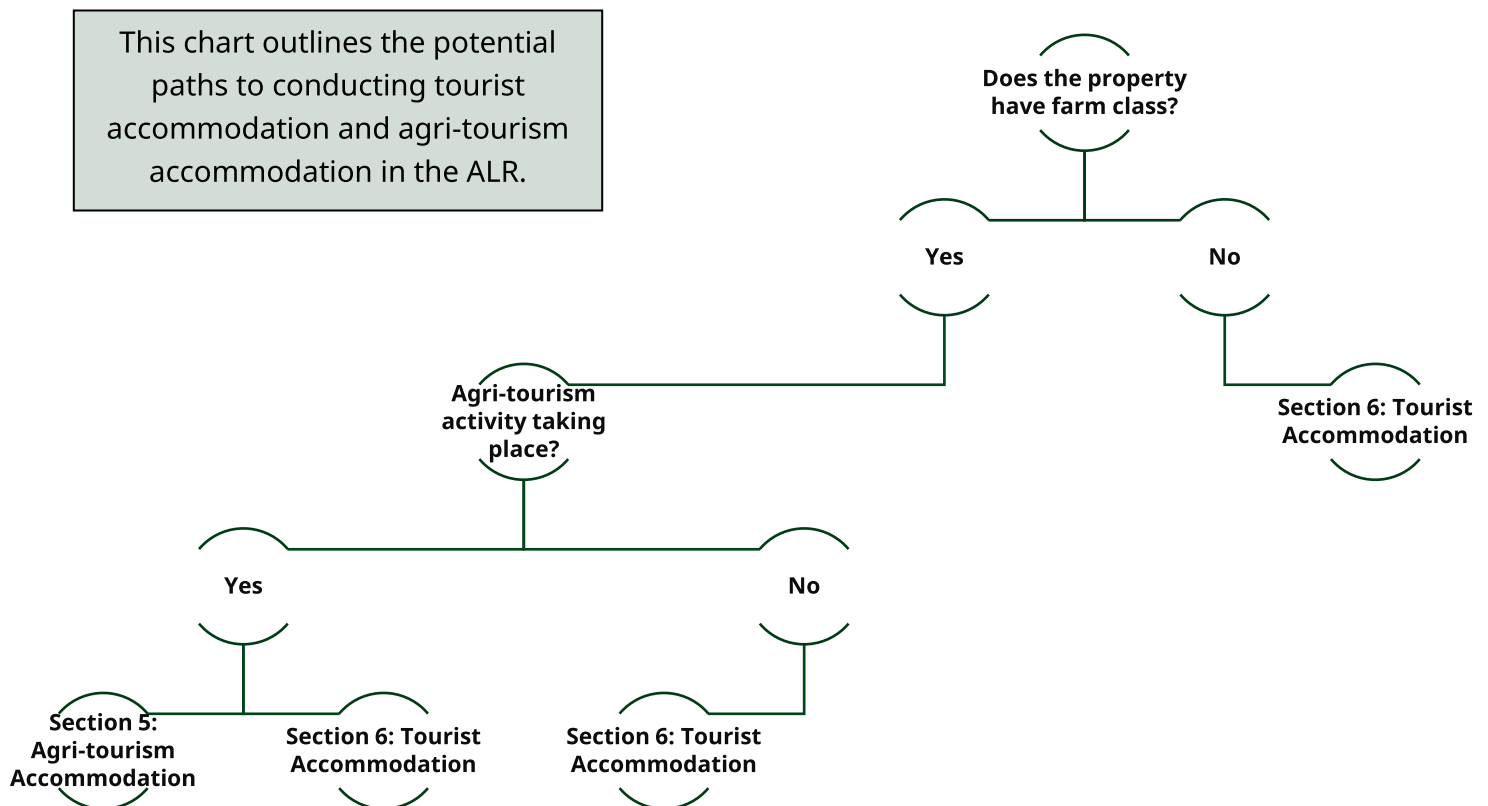 This chart outlines the potential
paths to conducting tourist
accommodation and agri-tourism
accommodation in the ALR.
Does the property
have farm class?
Yes
No
Agri-tourism
activity taking
place?
Section 6: Tourist
Accommodation
Yes
No
Section 5:
Agri-tourism
Accommodation
Section 6: Tourist
Accommodation
Section 6: Tourist
Accommodation